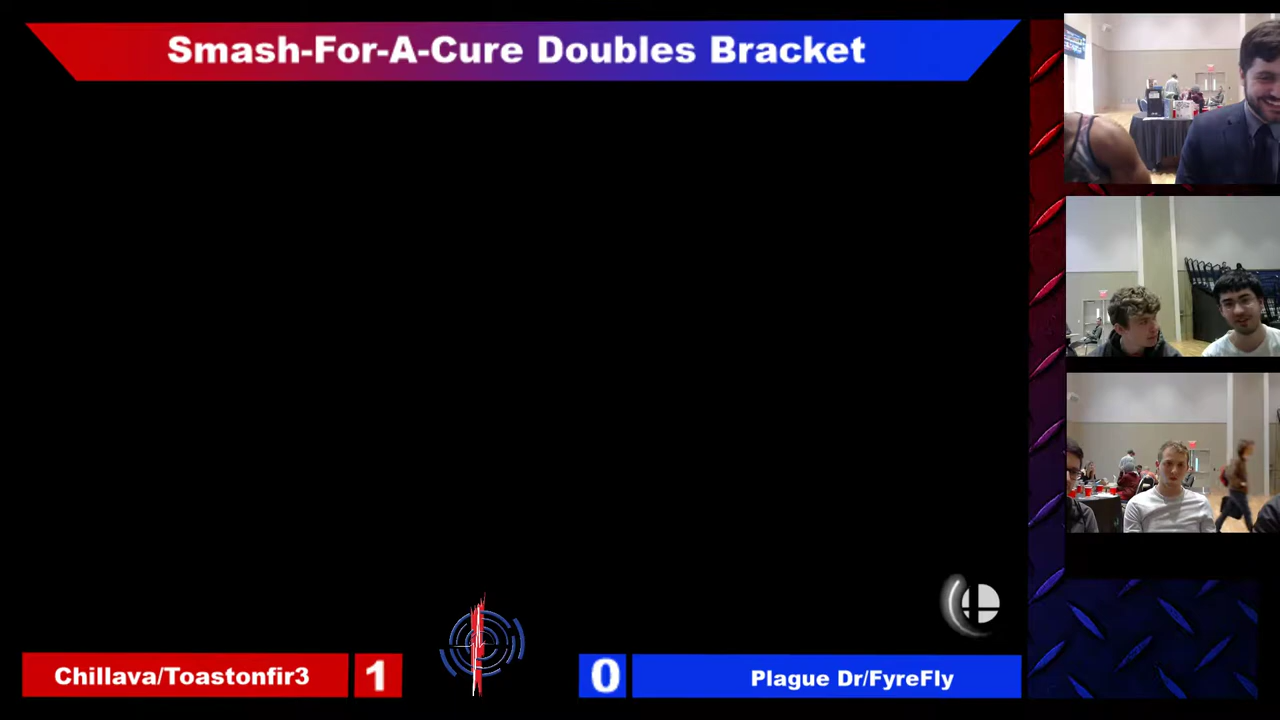 Smash-For-A-Cure Doubles Bracket
Chillava/Toastonfir3
1
0
Plague Dr/FyreFly